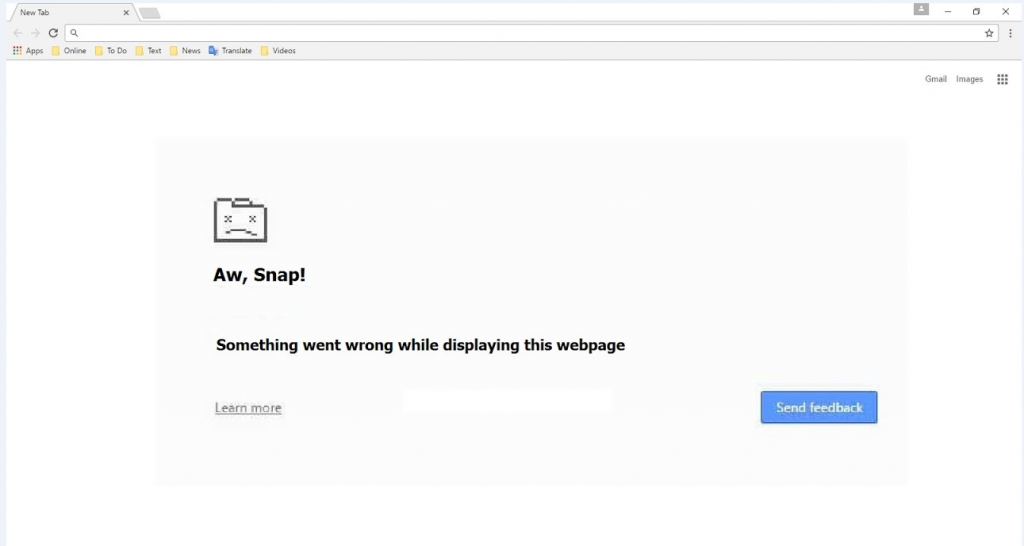 New Tab
Apps Online To Do Text News Translate Videos
Gmail Images
Aw, Snap!
Something went wrong while displaying this webpage
Learn more Send feedback